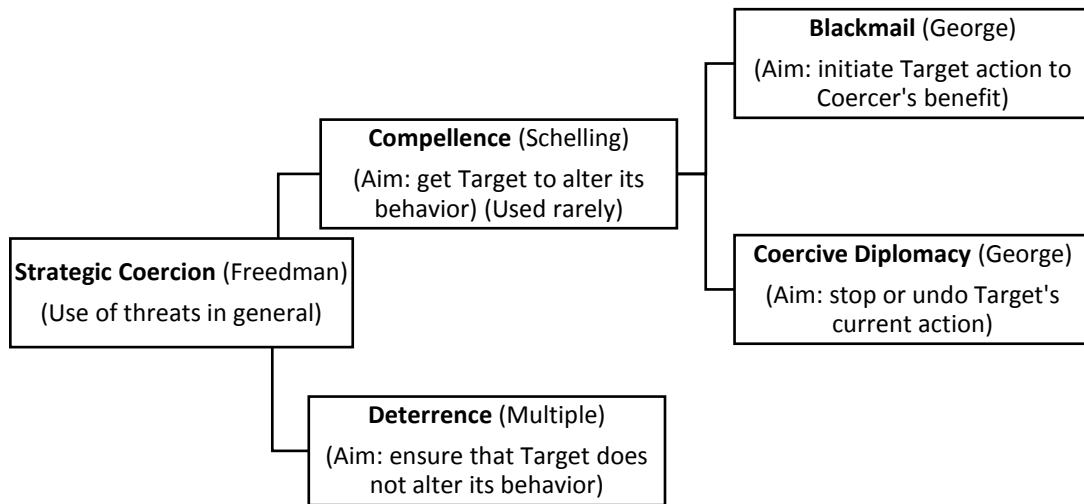 Blackmail (George)
(Aim: initiate Target action to
Coercer's benefit)
Compellence (Schelling)
(Aim: get Target to alter its
behavior) (Used rarely)
Strategic Coercion (Freedman)
(Use of threats in general)
Coercive Diplomacy (George)
(Aim: stop or undo Target's
current action)
Deterrence (Multiple)
(Aim: ensure that Target does
not alter its behavior)